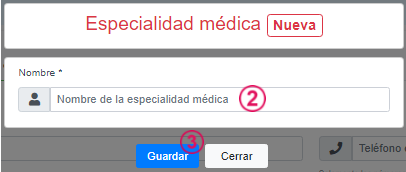 Especialidad médica Nueva
Nombre *
Nombre de la especialidad médica 2
3
Guardar Cerrar
Teléfono